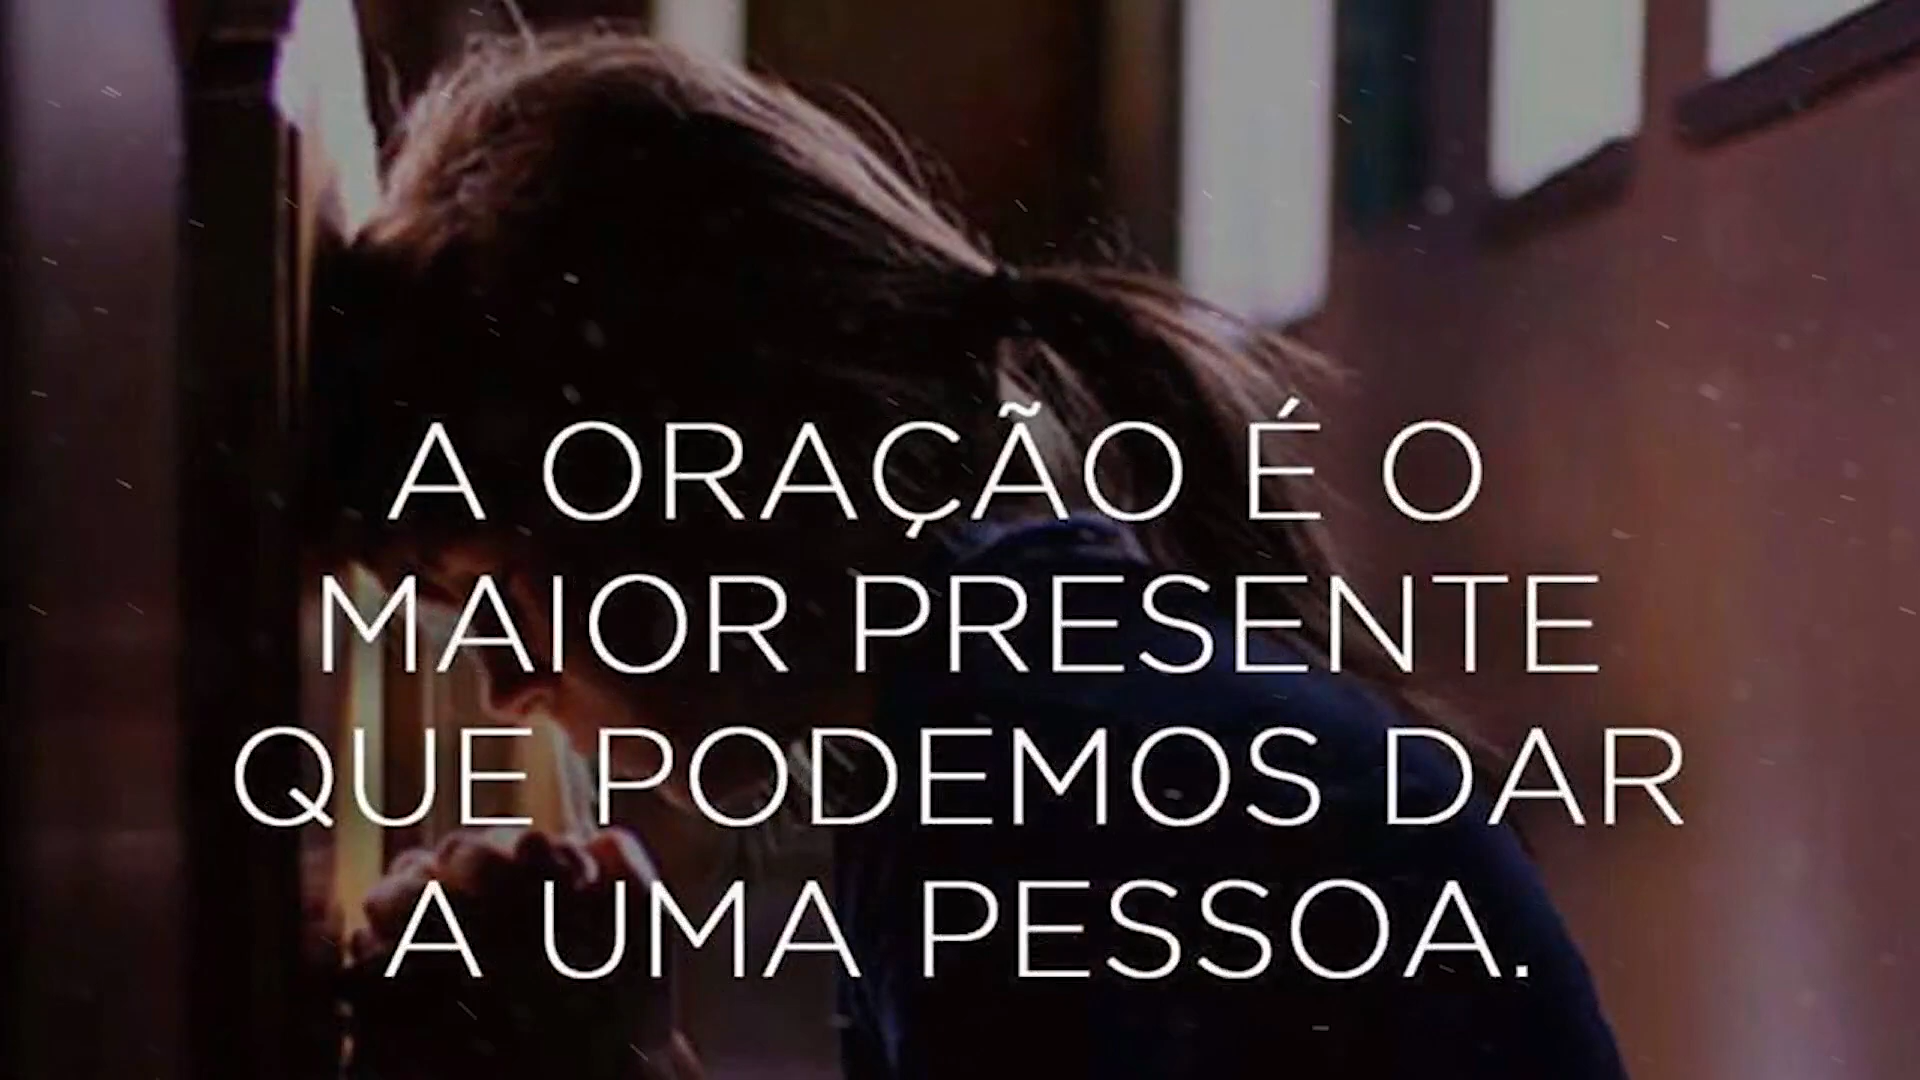 A ORAÇÃO É O
MAIOR PRESENTE
QUE PODEMOS DAR
A UMA PESSOA.